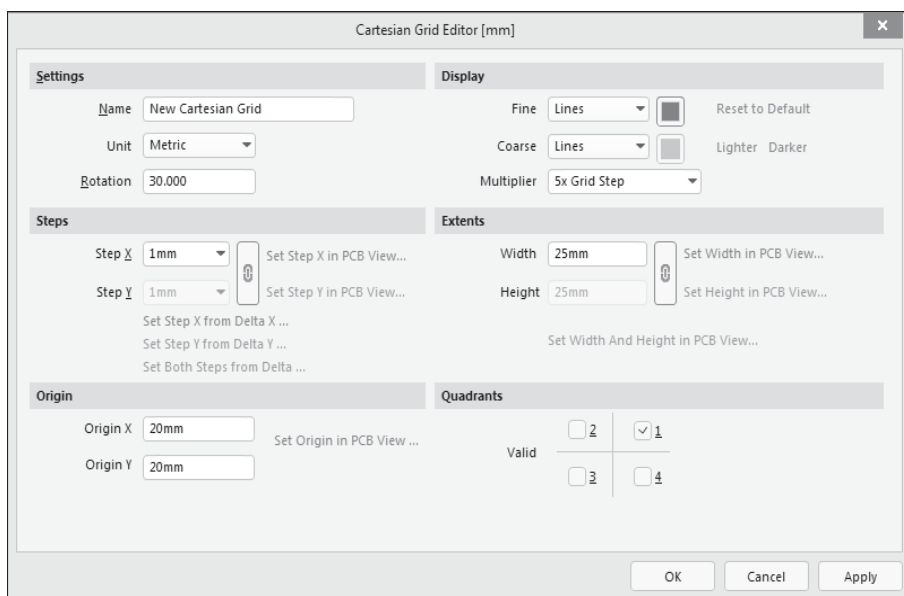 Cartesian Grid Editor [mm]
Settings
Name New Cartesian Grid
Unit Metric
Rotation 30.000
Display
Fine Lines Reset to Default
Coarse Lines Lighter Darker
Multiplier 5x Grid Step
Steps
Step X 1mm Set Step X in PCB View...
Step Y 1mm Set Step Y in PCB View...
Set Step X from Delta X ...
Set Step Y from Delta Y ...
Set Both Steps from Delta ...
Extents
Width 25mm Set Width in PCB View...
Height 25mm Set Height in PCB View...
Set Width And Height in PCB View...
Origin
Origin X 20mm
Set Origin in PCB View ...
Origin Y 20mm
Quadrants
2 1
Valid
3 4
OK Cancel Apply